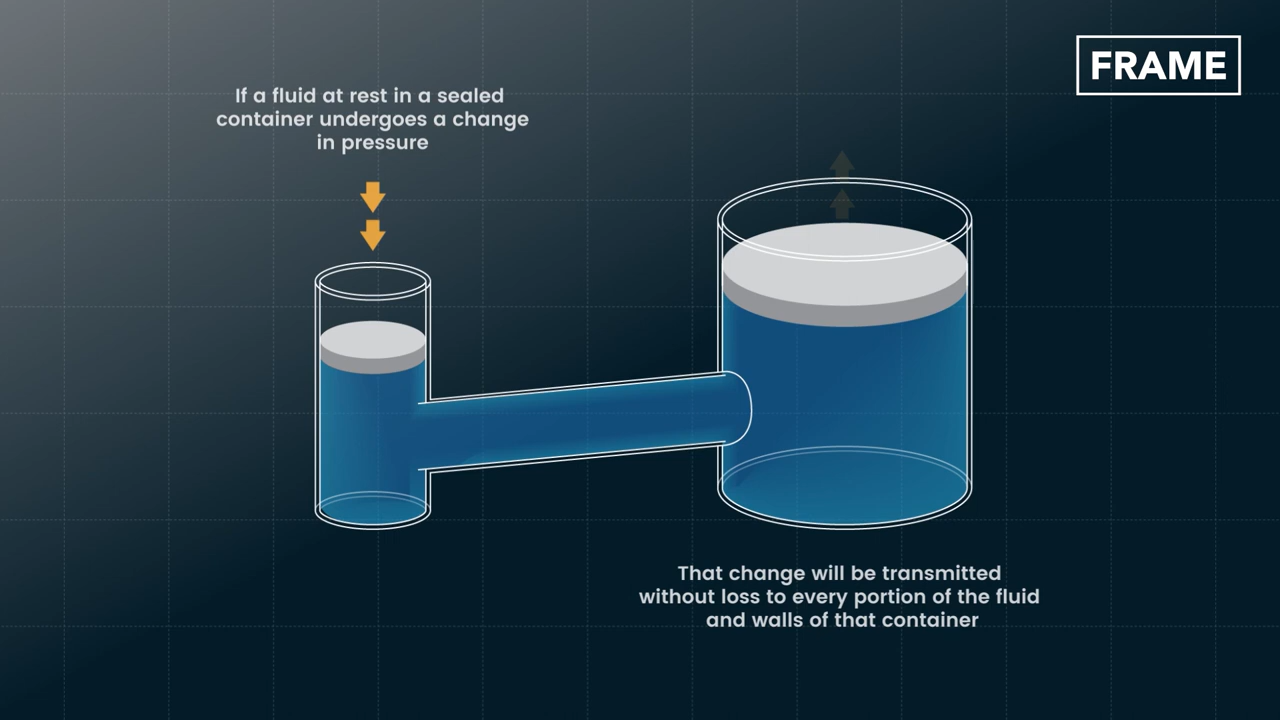 FRAME
If a fluid at rest in a sealed
container undergoes a change
in pressure
That change will be transmitted
without loss to every portion of the fluid
and walls of that container